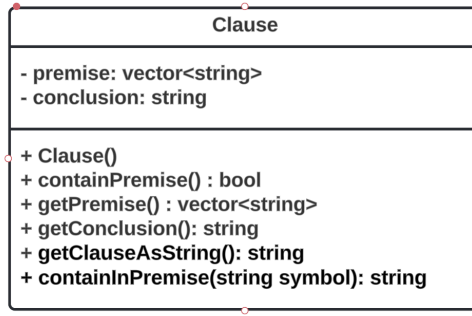 Clause
- premise: vector<string>
- conclusion: string
+ Clause()
+ containPremise() : bool
+ getPremise() : vector<string>
+ getConclusion(): string
+ getClauseAsString(): string
+ containInPremise(string symbol): string